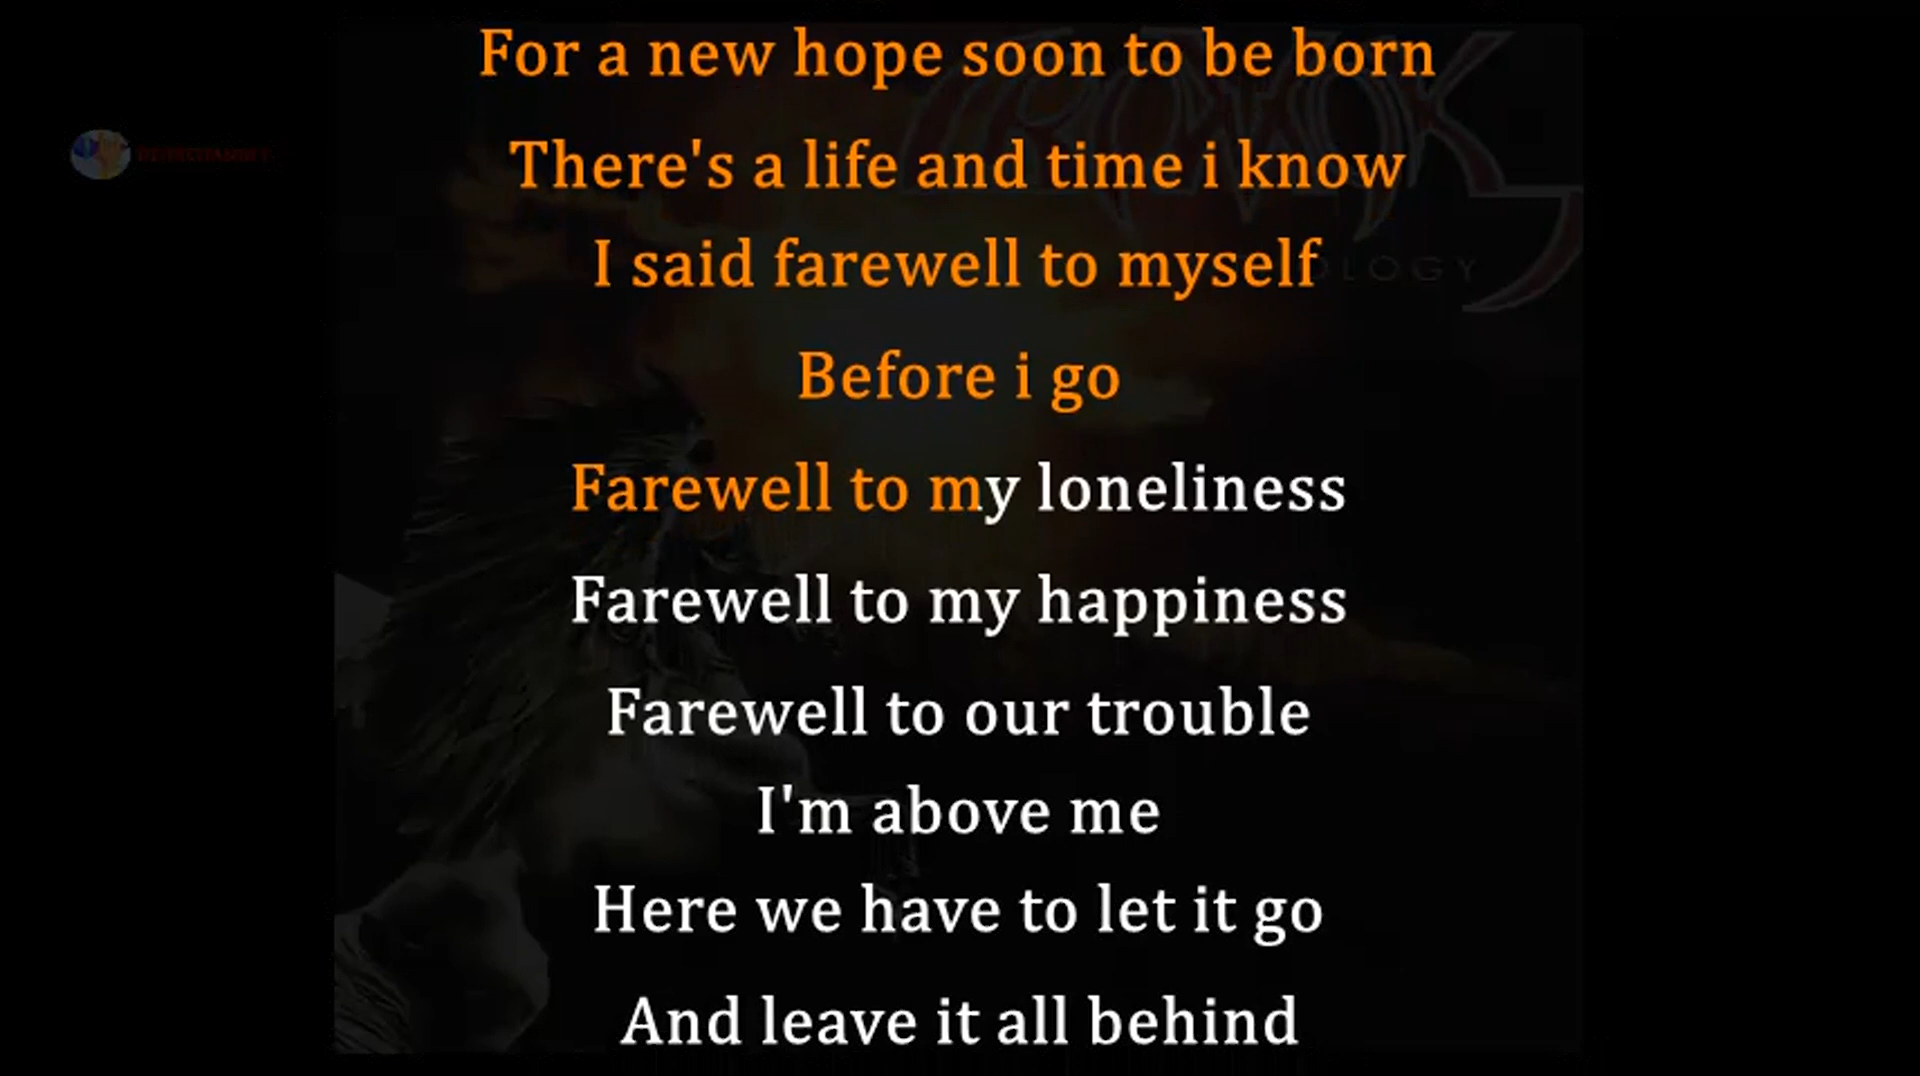 For a new hope soon to be born
There's a life and time i know
I said farewell to myself
Before i go
Farewell to my loneliness
Farewell to my happiness
Farewell to our trouble
I'm above me
Here we have to let it go
And leave it all behind